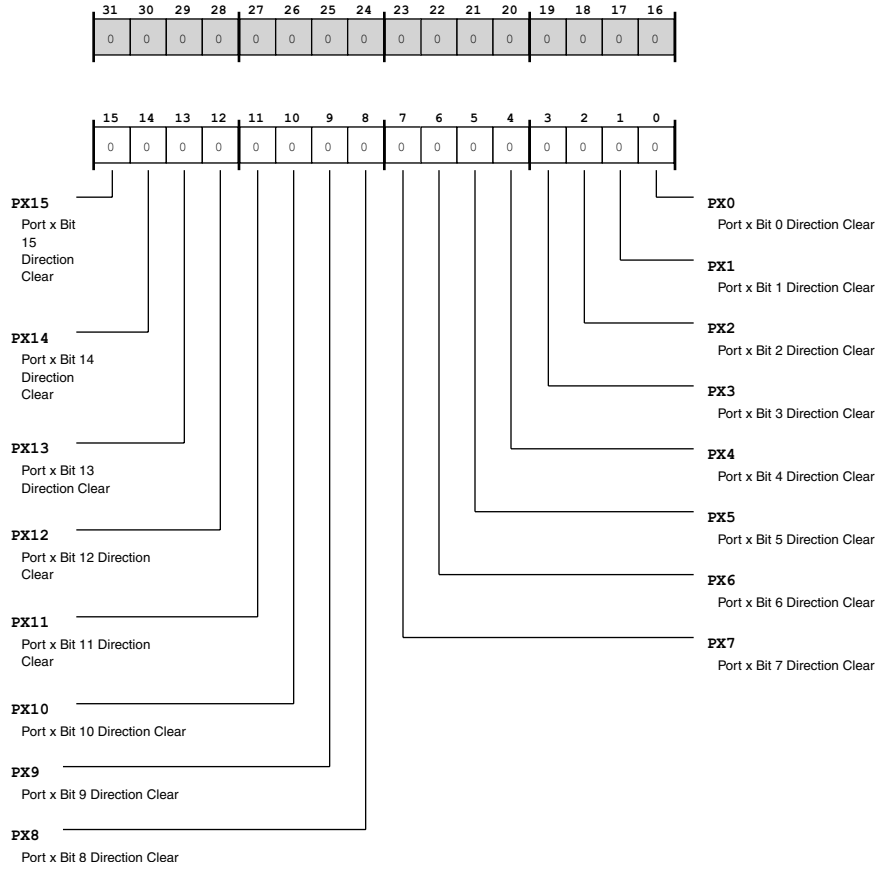 31 30 29 28 27 26 25 24 23 22 21 20 19 18 17 16
0 0 0 0 0 0 0 0 0 0 0 0 0 0 0 0
15 14 13 12 11 10 9 8 7 6 5 4 3 2 1 0
0 0 0 0 0 0 0 0 0 0 0 0 0 0 0 0
PX15
Port x Bit
15
Direction
Clear
PX14
Port x Bit 14
Direction
Clear
PX13
Port x Bit 13
Direction Clear
PX12
Port x Bit 12 Direction
Clear
PX11
Port x Bit 11 Direction
Clear
PX10
Port x Bit 10 Direction Clear
PX9
Port x Bit 9 Direction Clear
PX8
Port x Bit 8 Direction Clear
PX0
Port x Bit 0 Direction Clear
PX1
Port x Bit 1 Direction Clear
PX2
Port x Bit 2 Direction Clear
PX3
Port x Bit 3 Direction Clear
PX4
Port x Bit 4 Direction Clear
PX5
Port x Bit 5 Direction Clear
PX6
Port x Bit 6 Direction Clear
PX7
Port x Bit 7 Direction Clear